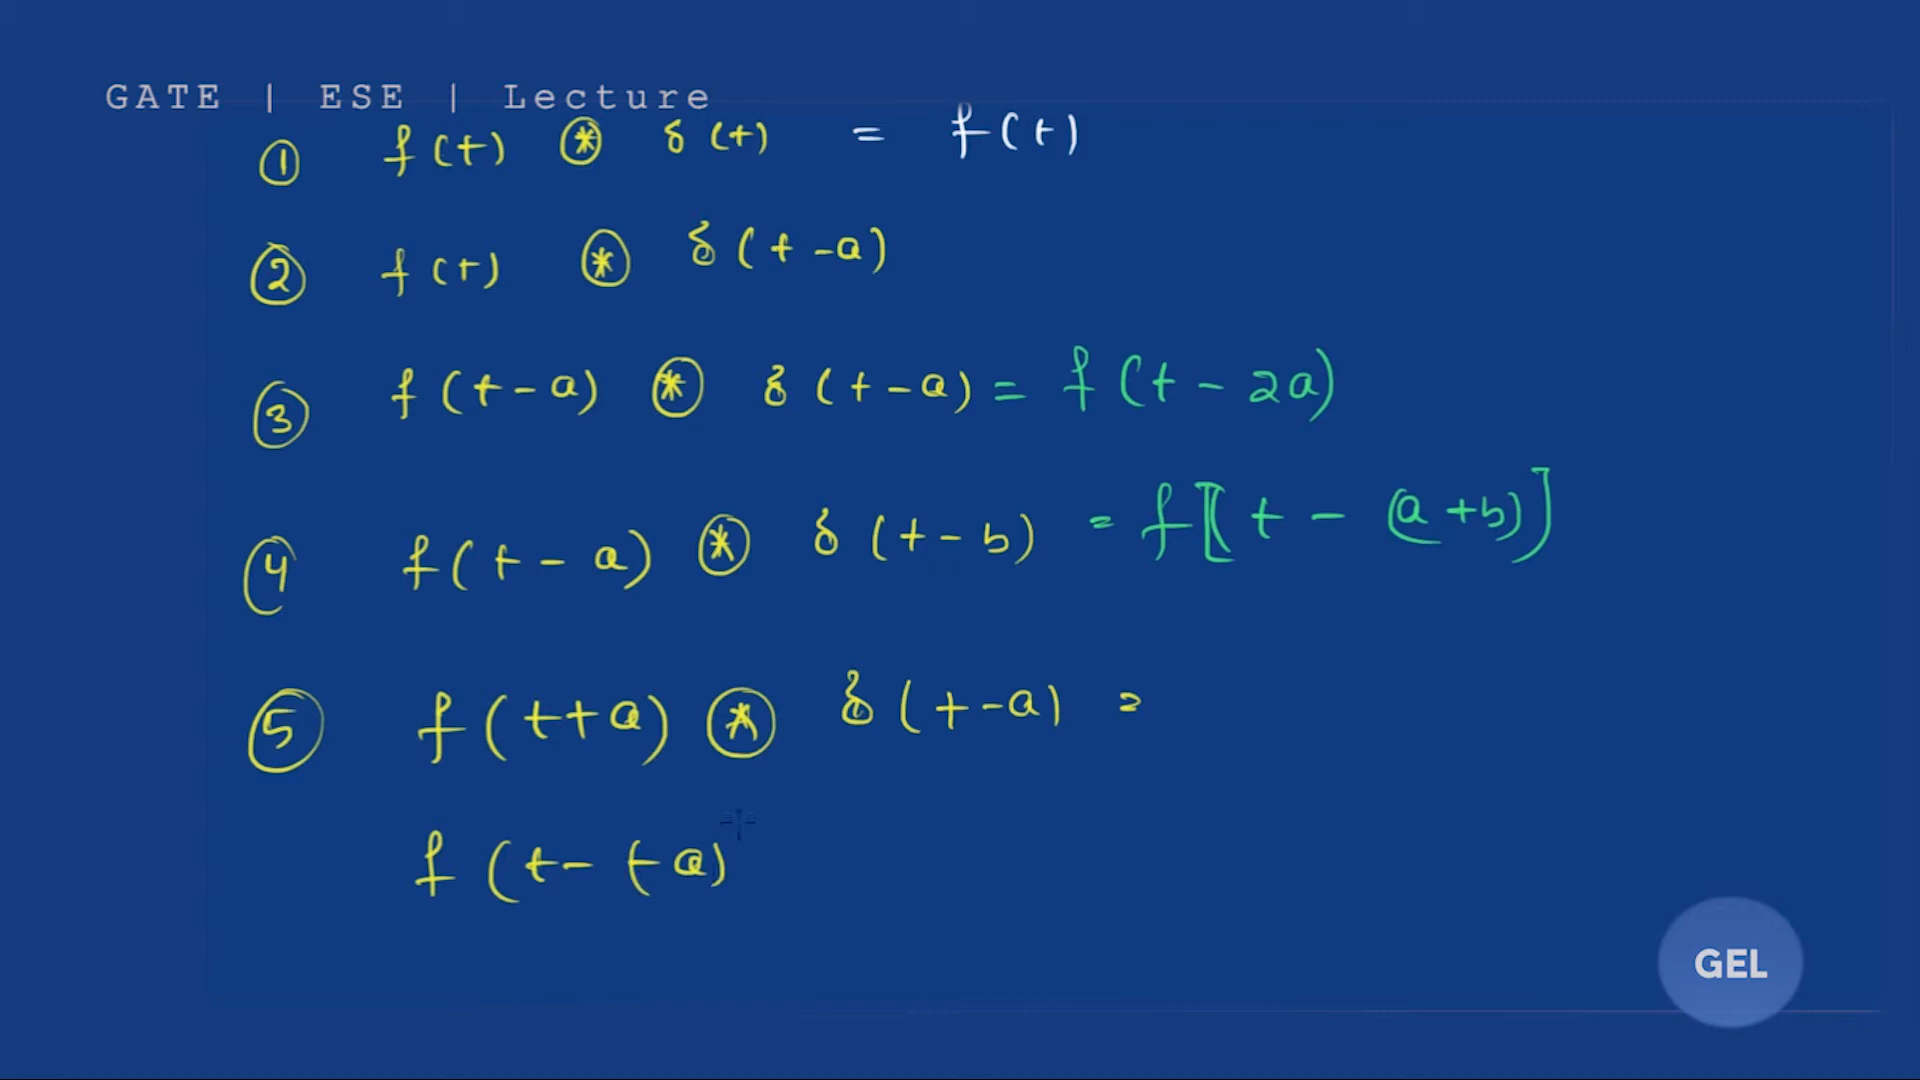 GATE | ESE | Lecture
① f(t) ⊛ δ(t) = f(t)
② f(t) ⊛ δ(t-a)
③ f(t-a) ⊛ δ(t-a) = f(t-2a)
④ f(t-a) ⊛ δ(t-b) = f[t-(a+b)]
⑤ f(t+a) ⊛ δ(t-a) =
f(t-(-a)
GEL